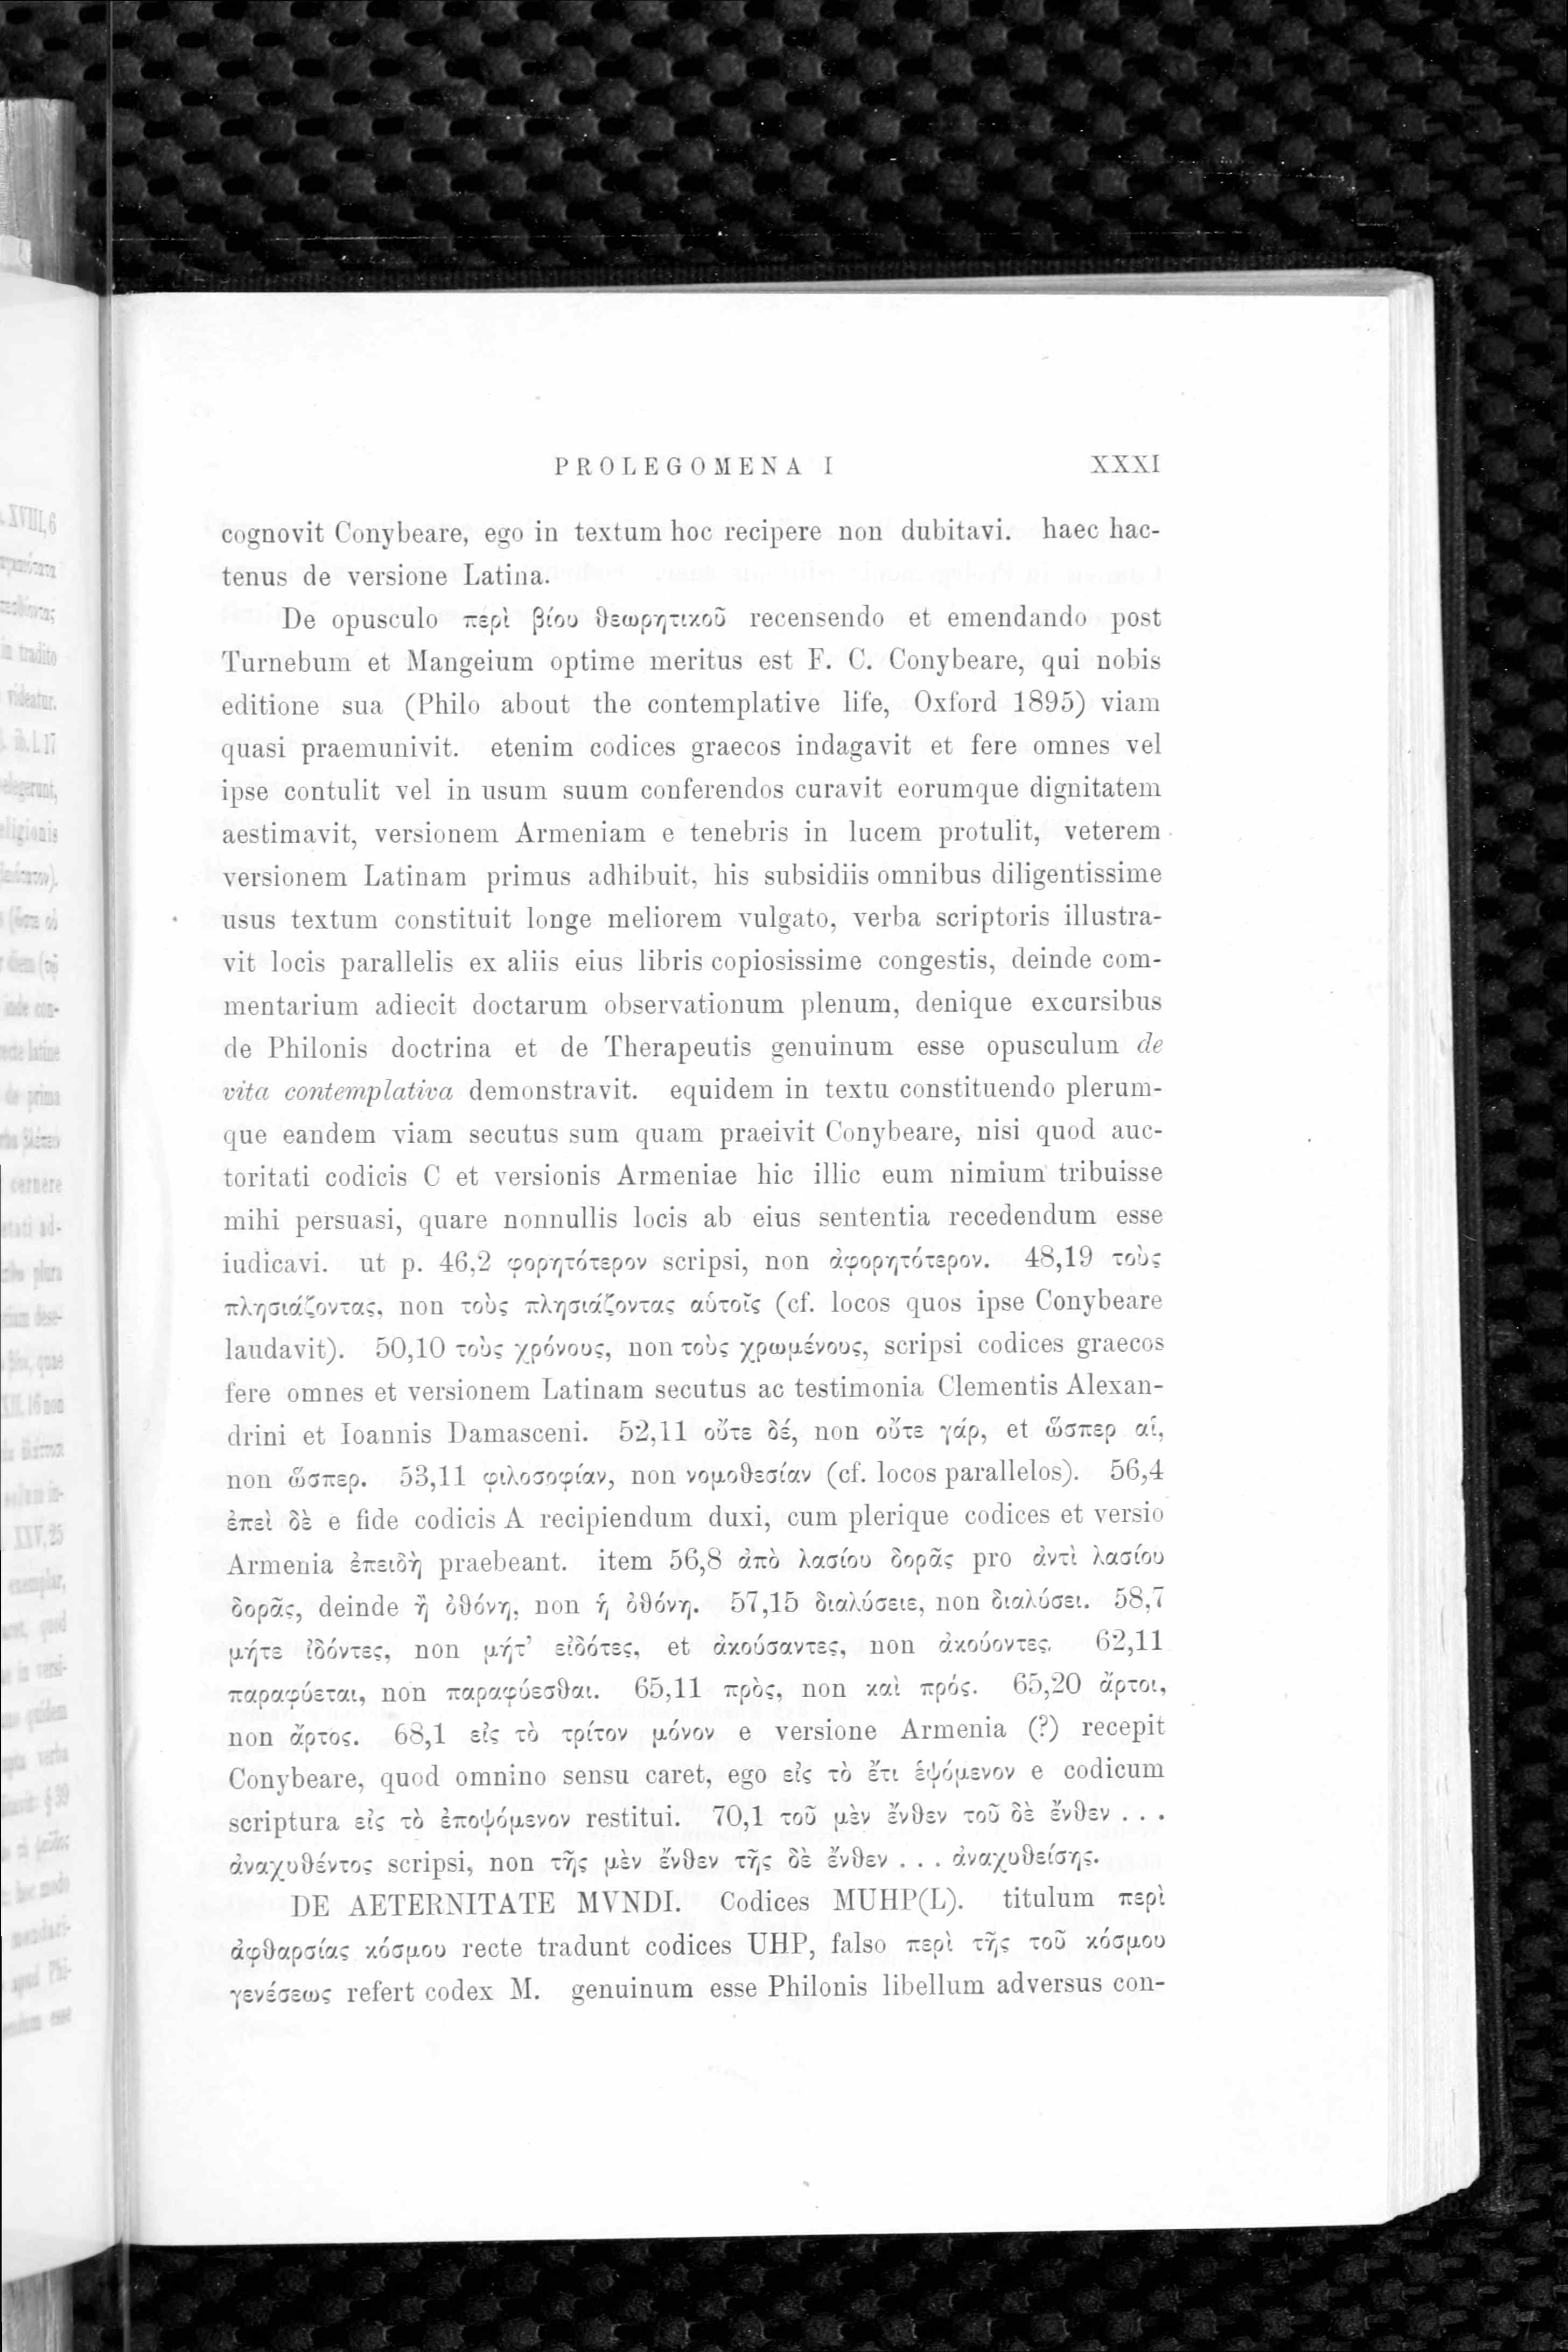 PROLEGOMENA I XXXI
cognovit Conybeare, ego in textum hoc recipere non dubitavi. haec hac-
tenus de versione Latina.
De opusculo περὶ βίου θεωρητικοῦ recensendo et emendando post
Turnebum et Mangeium optime meritus est F. C. Conybeare, qui nobis
editione sua (Philo about the contemplative life, Oxford 1895) viam
quasi praemunivit. etenim codices graecos indagavit et fere omnes vel
ipse contulit vel in usum suum conferendos curavit eorumque dignitatem
aestimavit, versionem Armeniam e tenebris in lucem protulit, veterem
versionem Latinam primus adhibuit, his subsidiis omnibus diligentissime
usus textum constituit longe meliorem vulgato, verba scriptoris illustra-
vit locis parallelis ex aliis eius libris copiosissime congestis, deinde com-
mentarium adiecit doctarum observationum plenum, denique excursibus
de Philonis doctrina et de Therapeutis genuinum esse opusculum de
vita contemplativa demonstravit. equidem in textu constituendo plerum-
que eandem viam secutus sum quam praeivit Conybeare, nisi quod auc-
toritati codicis C et versionis Armeniae hic illic eum nimium tribuisse
mihi persuasi, quare nonnullis locis ab eius sententia recedendum esse
iudicavi. ut p. 46,2 φορητότερον scripsi, non ἀφορητότερον. 48,19 τοὺς
πλησιάζοντας, non τοὺς πλησιάζοντας αὐτοῖς (cf. locos quos ipse Conybeare
laudavit). 50,10 τοὺς χρόνους, non τοὺς χρωμένους, scripsi codices graecos
fere omnes et versionem Latinam secutus ac testimonia Clementis Alexan-
drini et Ioannis Damasceni. 52,11 οὔτε δέ, non οὔτε γάρ, et ὥσπερ αἱ,
non ὥσπερ. 53,11 φιλοσοφίαν, non νομοθεσίαν (cf. locos parallelos). 56,4
ἐπεὶ δὲ e fide codicis A recipiendum duxi, cum plerique codices et versio
Armenia ἐπειδὴ praebeant. item 56,8 ἀπὸ λασίου δορᾶς pro ἀντὶ λασίου
δορᾶς, deinde ἢ ὀθόνη, non ἡ ὀθόνη. 57,15 διαλύσειε, non διαλύσει. 58,7
μήτε ἰδόντες, non μήτ’ εἰδότες, et ἀκούσαντες, non ἀκούοντες. 62,11
παραφύεται, non παραφύεσθαι. 65,11 πρὸς, non καὶ πρός. 65,20 ἄρτοι,
non ἄρτος. 68,1 εἰς τὸ τρίτον μόνον e versione Armenia (?) recepit
Conybeare, quod omnino sensu caret, ego εἰς τὸ ἔτι ἑψόμενον e codicum
scriptura εἰς τὸ ἐποψόμενον restitui. 70,1 τοῦ μὲν ἔνθεν τοῦ δὲ ἔνθεν . . .
ἀναχυθέντος scripsi, non τῆς μὲν ἔνθεν τῆς δὲ ἔνθεν . . . ἀναχυθείσης.
DE AETERNITATE MVNDI. Codices MUHP(L). titulum περὶ
ἀφθαρσίας κόσμου recte tradunt codices UHP, falso περὶ τῆς τοῦ κόσμου
γενέσεως refert codex M. genuinum esse Philonis libellum adversus con-